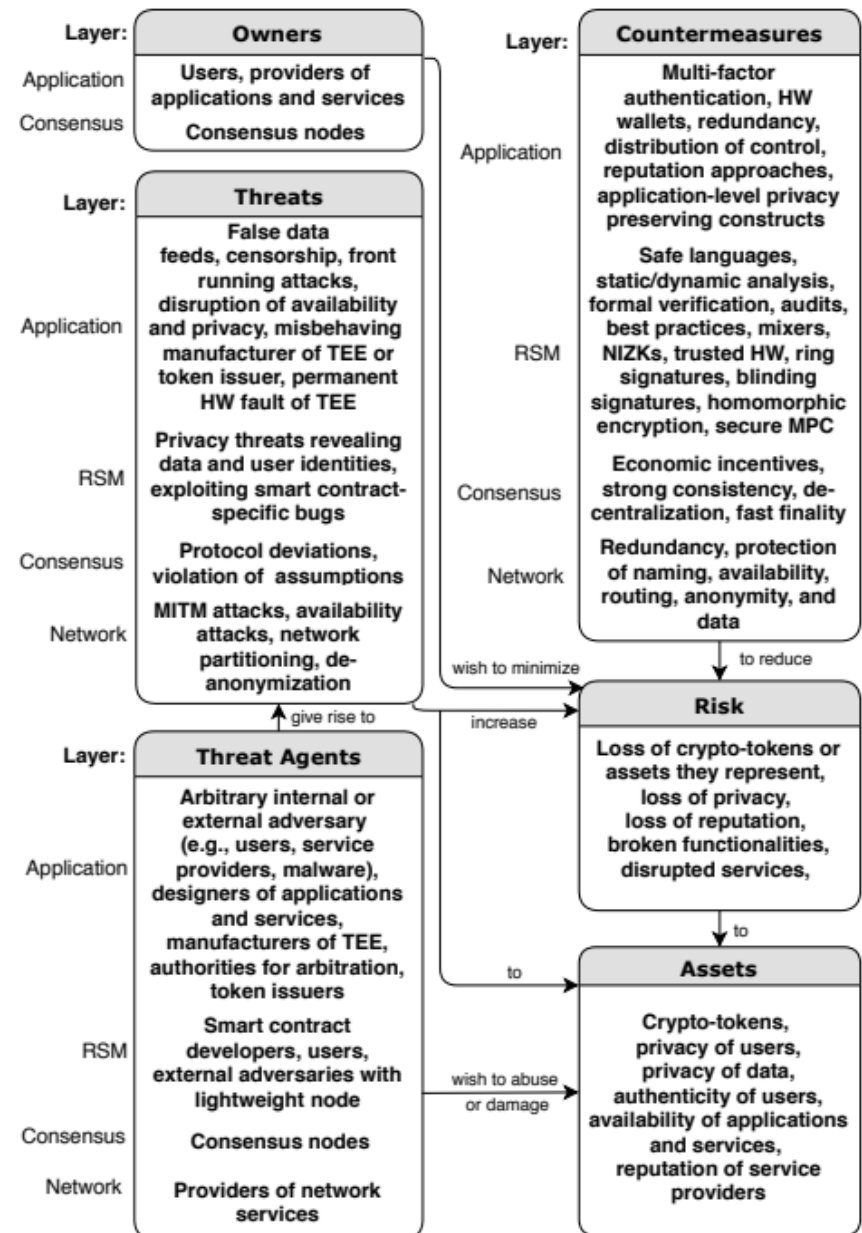 Layer:
Owners
Application
Users, providers of
applications and services
Consensus
Consensus nodes
Layer:
Threats
Application
False data
feeds, censorship, front
running attacks,
disruption of availability
and privacy, misbehaving
manufacturer of TEE or
token issuer, permanent
HW fault of TEE
RSM
Privacy threats revealing
data and user identities,
exploiting smart contract-
specific bugs
Consensus
Protocol deviations,
violation of assumptions
Network
MITM attacks, availability
attacks, network
partitioning, de-
anonymization
give rise to
Layer:
Threat Agents
Application
Arbitrary internal or
external adversary
(e.g., users, service
providers, malware),
designers of applications
and services,
manufacturers of TEE,
authorities for arbitration,
token issuers
RSM
Smart contract
developers, users,
external adversaries with
lightweight node
Consensus
Consensus nodes
Network
Providers of network
services
Layer:
Countermeasures
Application
Multi-factor
authentication, HW
wallets, redundancy,
distribution of control,
reputation approaches,
application-level privacy
preserving constructs
RSM
Safe languages,
static/dynamic analysis,
formal verification, audits,
best practices, mixers,
NIZKs, trusted HW, ring
signatures, blinding
signatures, homomorphic
encryption, secure MPC
Consensus
Economic incentives,
strong consistency, de-
centralization, fast finality
Network
Redundancy, protection
of naming, availability,
routing, anonymity, and
data
to reduce
wish to minimize
increase
Risk
Loss of crypto-tokens or
assets they represent,
loss of privacy,
loss of reputation,
broken functionalities,
disrupted services,
to
to
Assets
Crypto-tokens,
privacy of users,
privacy of data,
authenticity of users,
availability of applications
and services,
reputation of service
providers
wish to abuse
or damage